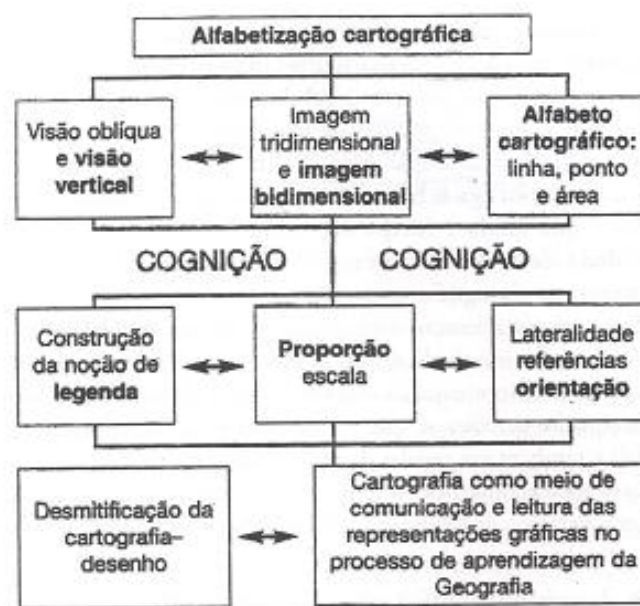 Alfabetização cartográfica
Visão oblíqua
e visão
vertical
Imagem
tridimensional
e imagem
bidimensional
Alfabeto
cartográfico:
linha, ponto
e área
COGNIÇÃO
COGNIÇÃO
Construção
da noção de
legenda
Proporção
escala
Lateralidade
referências
orientação
Desmitificação da
cartografia-
desenho
Cartografia como meio de
comunicação e leitura das
representações gráficas no
processo de aprendizagem da
Geografia